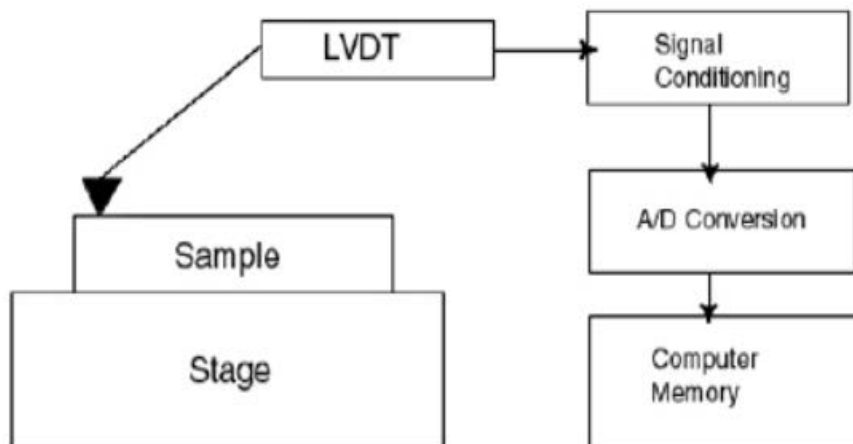 LVDT
Signal
Conditioning
A/D Conversion
Sample
Stage
Computer
Memory